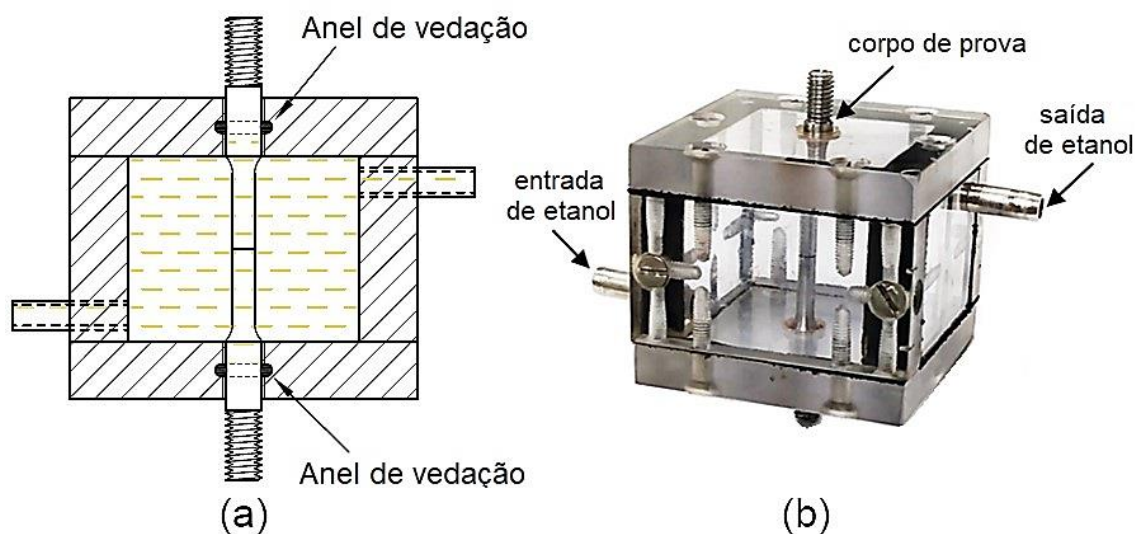 Anel de vedação
Anel de vedação
(a)
corpo de prova
saída
de etanol
entrada
de etanol
(b)